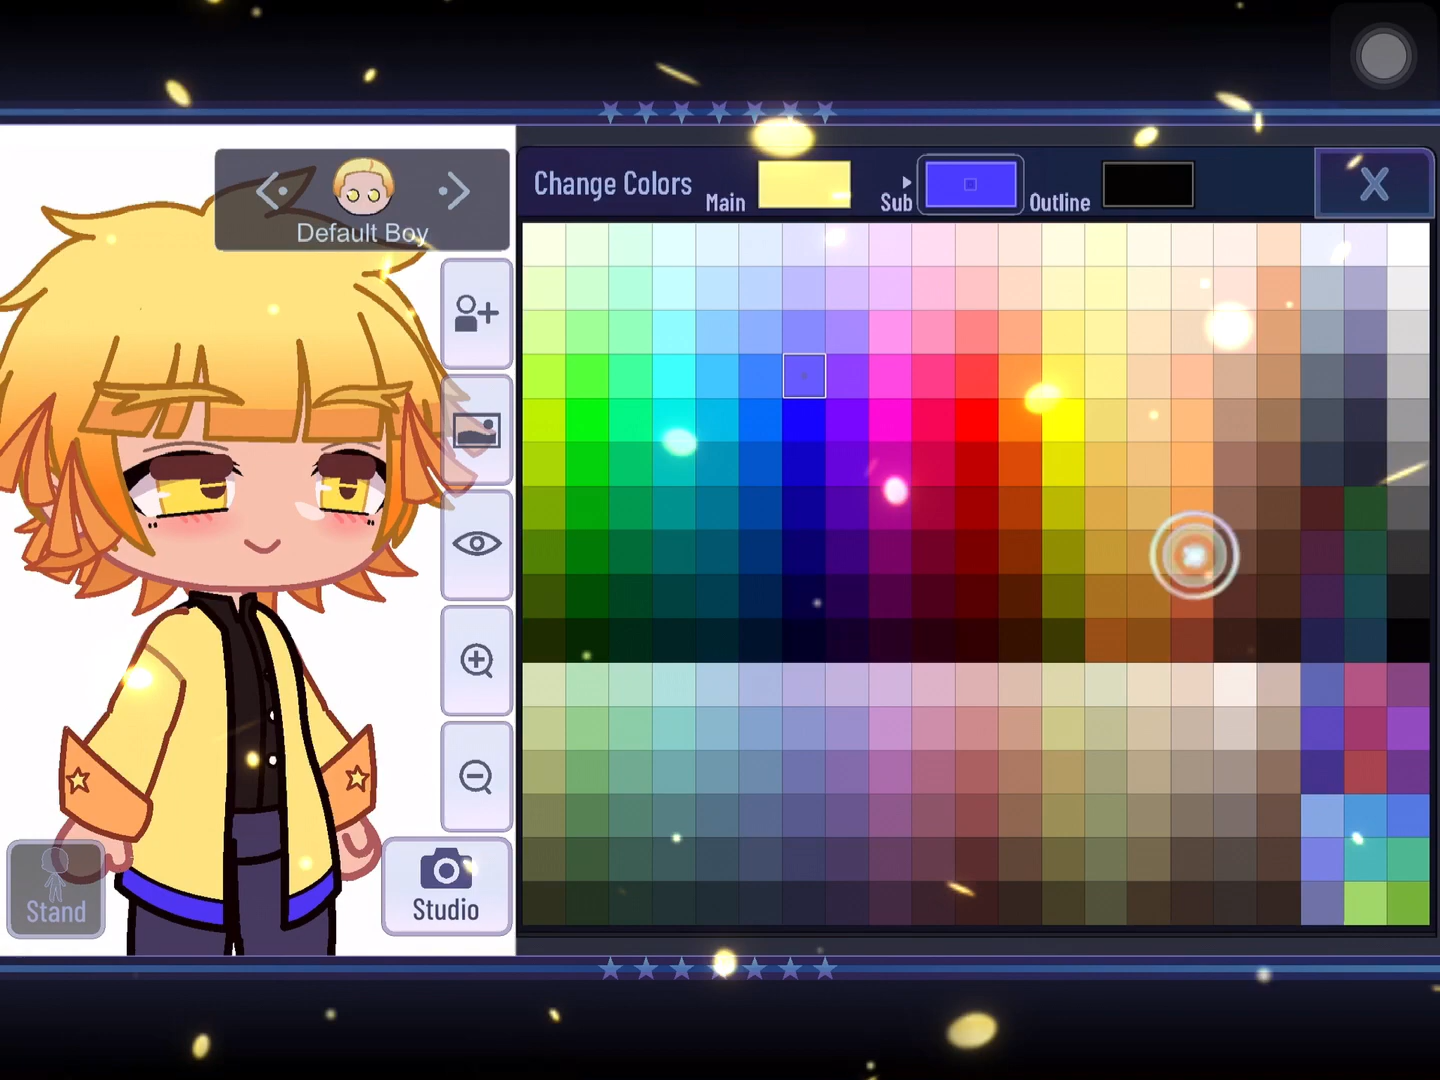 Default Boy
Change Colors
Main
Sub
Outline
X
Stand
Studio